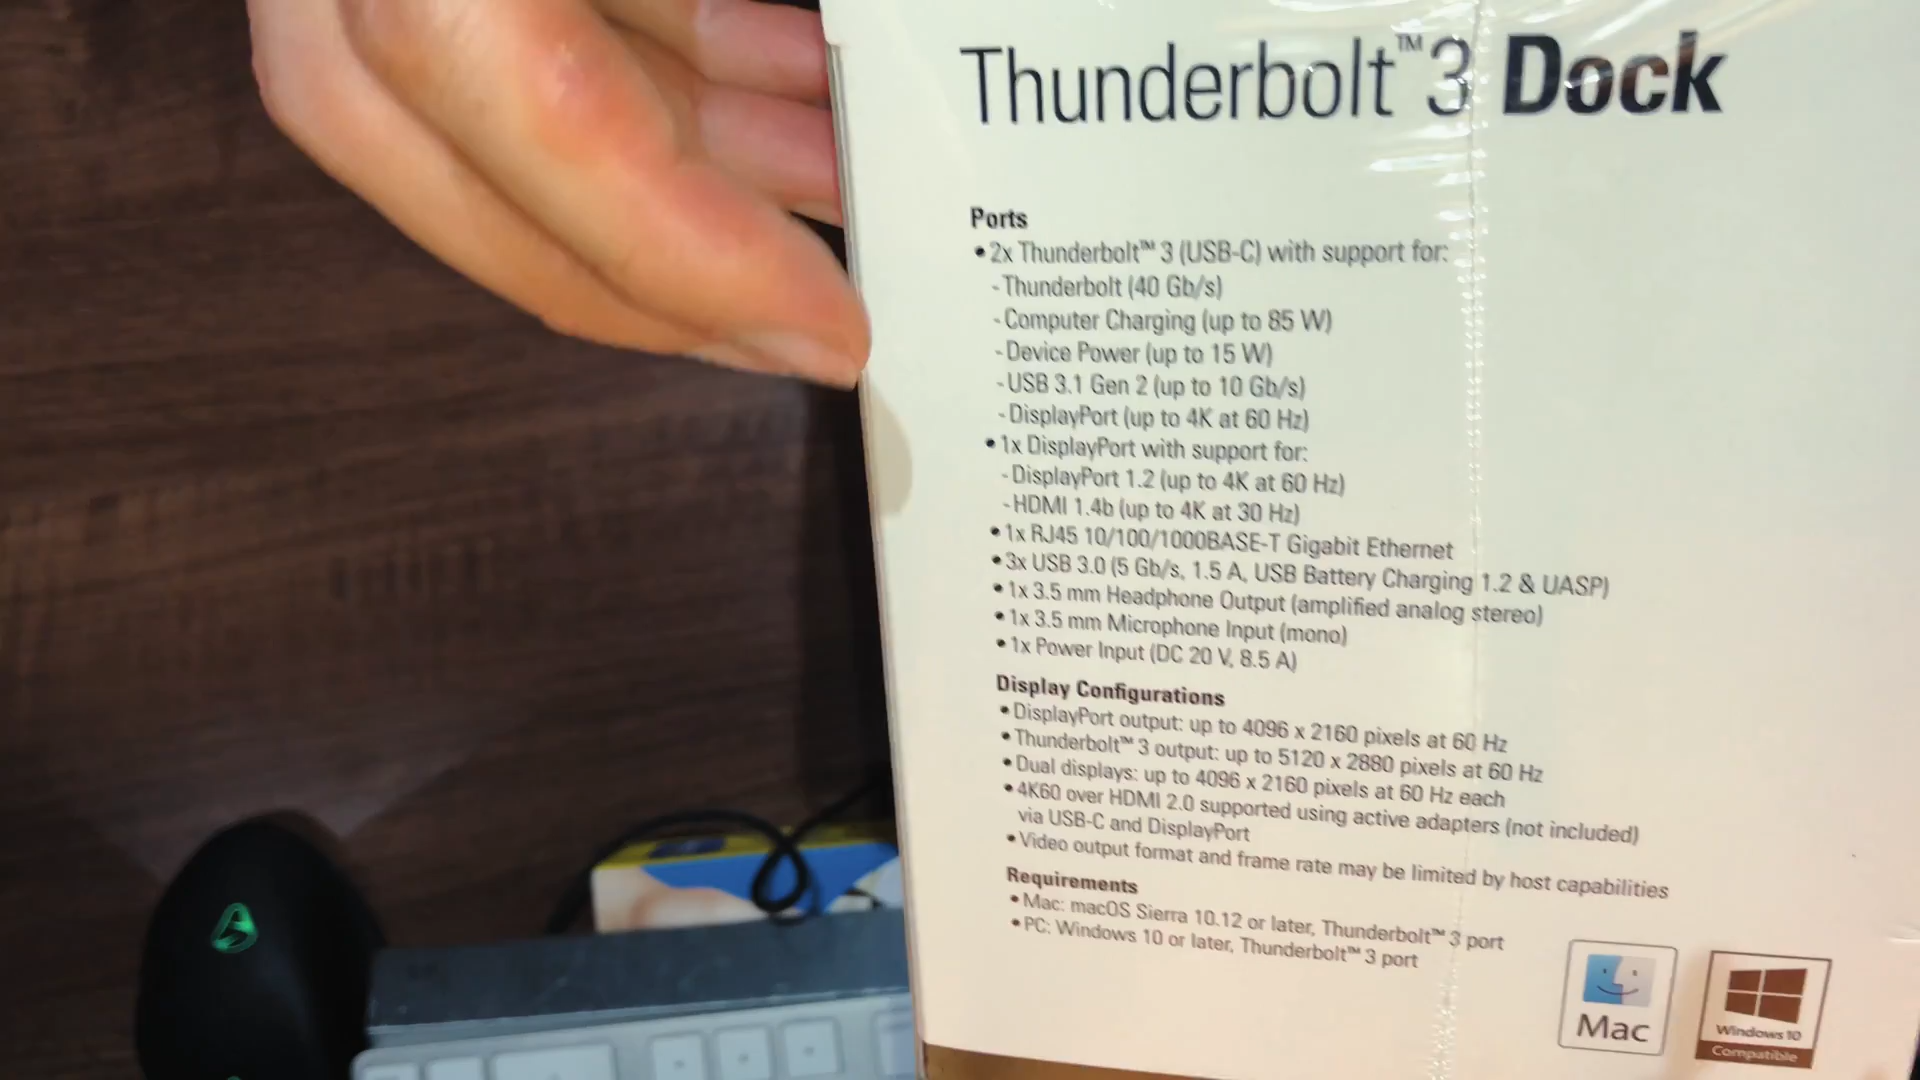 Thunderbolt™ 3 Dock
Ports
• 2x Thunderbolt™ 3 (USB-C) with support for:
- Thunderbolt (40 Gb/s)
- Computer Charging (up to 85 W)
- Device Power (up to 15 W)
- USB 3.1 Gen 2 (up to 10 Gb/s)
- DisplayPort (up to 4K at 60 Hz)
• 1x DisplayPort with support for:
- DisplayPort 1.2 (up to 4K at 60 Hz)
- HDMI 1.4b (up to 4K at 30 Hz)
• 1x RJ45 10/100/1000BASE-T Gigabit Ethernet
• 3x USB 3.0 (5 Gb/s, 1.5 A, USB Battery Charging 1.2 & UASP)
• 1x 3.5 mm Headphone Output (amplified analog stereo)
• 1x 3.5 mm Microphone Input (mono)
• 1x Power Input (DC 20 V, 8.5 A)
Display Configurations
• DisplayPort output: up to 4096 x 2160 pixels at 60 Hz
• Thunderbolt™ 3 output: up to 5120 x 2880 pixels at 60 Hz
• Dual displays: up to 4096 x 2160 pixels at 60 Hz each
• 4K60 over HDMI 2.0 supported using active adapters (not included)
via USB-C and DisplayPort
• Video output format and frame rate may be limited by host capabilities
Requirements
• Mac: macOS Sierra 10.12 or later, Thunderbolt™ 3 port
• PC: Windows 10 or later, Thunderbolt™ 3 port
Mac
Windows 10
Compatible